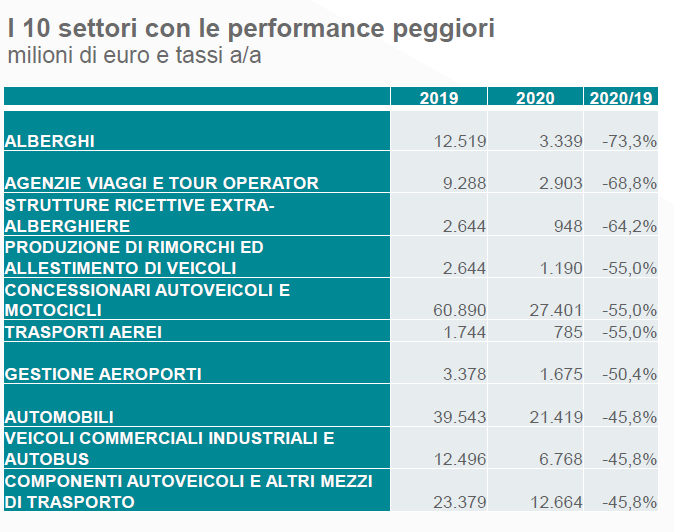 I 10 settori con le performance peggiori
milioni di euro e tassi a/a
2019 2020 2020/19
ALBERGHI 12.519 3.339 -73,3%
AGENZIE VIAGGI E TOUR OPERATOR 9.288 2.903 -68,8%
STRUTTURE RICETTIVE EXTRA-
ALBERGHIERE 2.644 948 -64,2%
PRODUZIONE DI RIMORCHI ED
ALLESTIMENTO DI VEICOLI 2.644 1.190 -55,0%
CONCESSIONARI AUTOVEICOLI E
MOTOCICLI 60.890 27.401 -55,0%
TRASPORTI AEREI 1.744 785 -55,0%
GESTIONE AEROPORTI 3.378 1.675 -50,4%
AUTOMOBILI 39.543 21.419 -45,8%
VEICOLI COMMERCIALI INDUSTRIALI E
AUTOBUS 12.496 6.768 -45,8%
COMPONENTI AUTOVEICOLI E ALTRI MEZZI
DI TRASPORTO 23.379 12.664 -45,8%